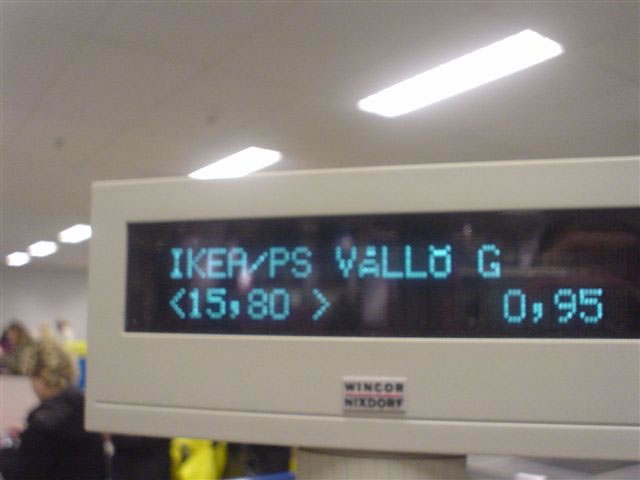 IKEA/PS VÅLLÖ G
<15,80 > 0,95
WINCOR
NIXDORF